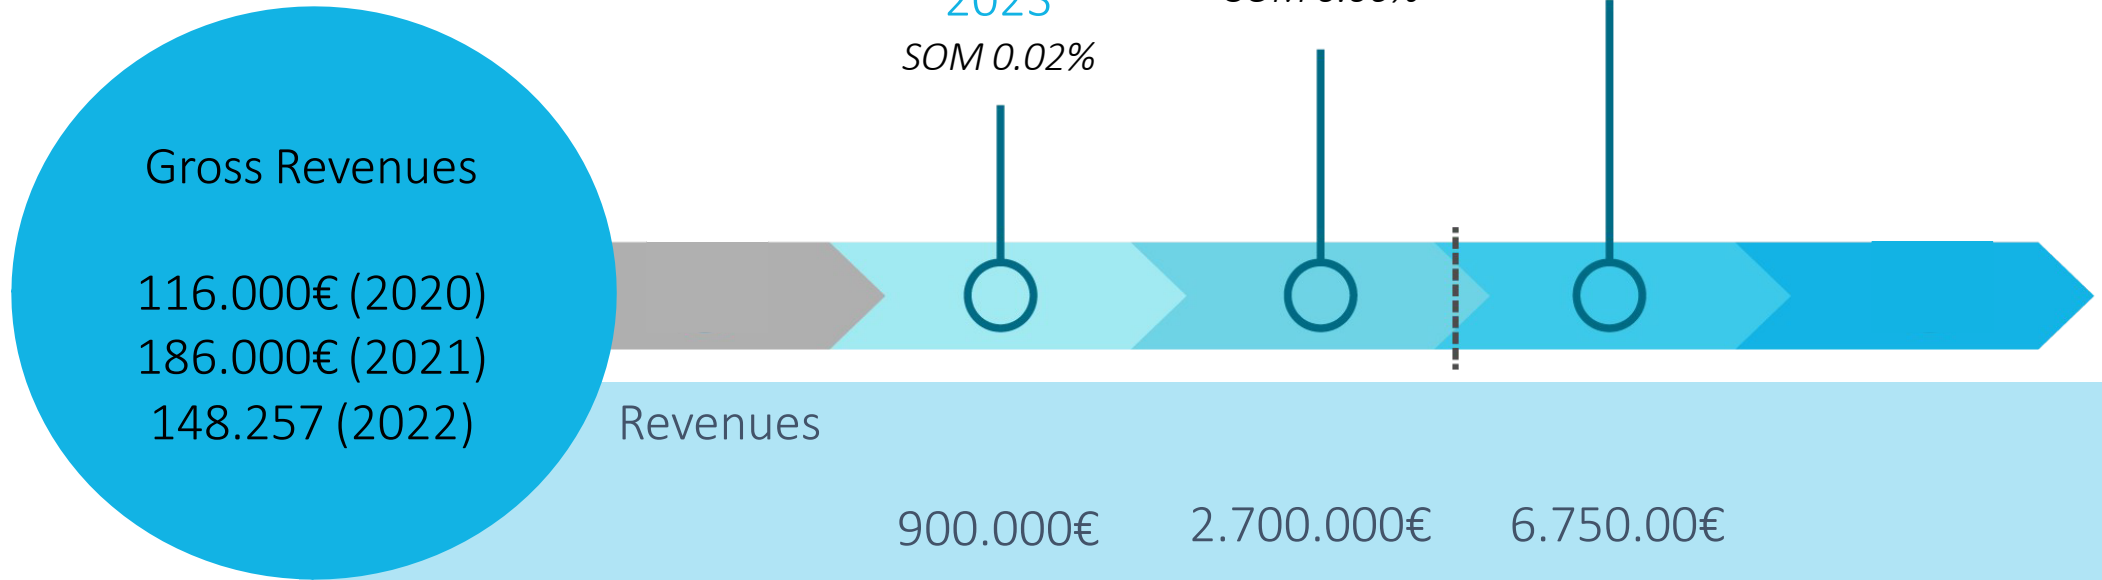 2023
SOM 0.02%
Gross Revenues
116.000€ (2020)
186.000€ (2021)
148.257 (2022)
Revenues
900.000€ 2.700.000€ 6.750.00€